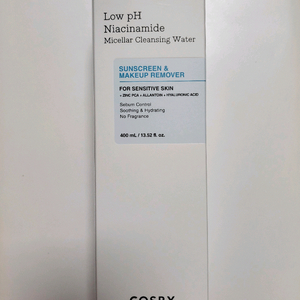 Low pH
Niacinamide
Micellar Cleansing Water
SUNSCREEN &
MAKEUP REMOVER
FOR SENSITIVE SKIN
+ ZINC PCA + ALLANTOIN + HYALURONIC ACID
Sebum Control
Soothing & Hydrating
No Fragrance
400 mL / 13.52 fl. oz.
COSRX